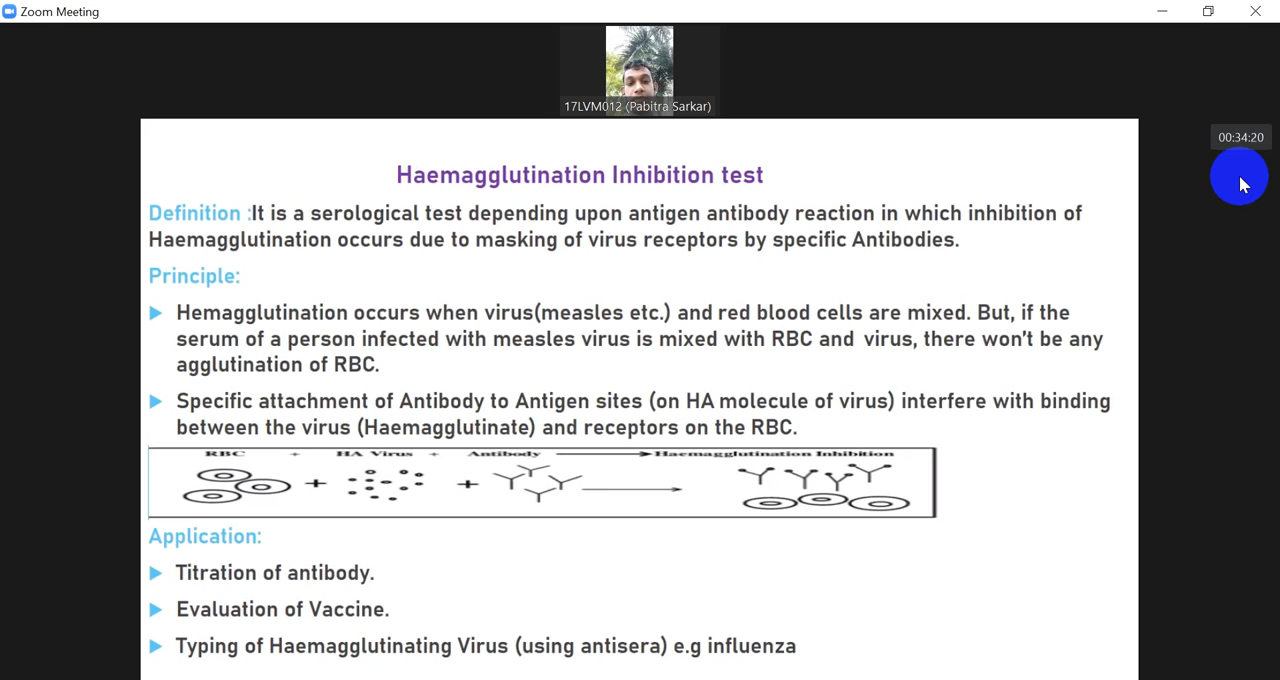 Zoom Meeting
17LVM012 (Pabitra Sarkar)
00:34:20
Haemagglutination Inhibition test
Definition :It is a serological test depending upon antigen antibody reaction in which inhibition of
Haemagglutination occurs due to masking of virus receptors by specific Antibodies.
Principle:
Hemagglutination occurs when virus(measles etc.) and red blood cells are mixed. But, if the
serum of a person infected with measles virus is mixed with RBC and virus, there won't be any
agglutination of RBC.
Specific attachment of Antibody to Antigen sites (on HA molecule of virus) interfere with binding
between the virus (Haemagglutinate) and receptors on the RBC.
RBC + HA Virus + Antibody Haemagglutination Inhibition
+ +
Application:
Titration of antibody.
Evaluation of Vaccine.
Typing of Haemagglutinating Virus (using antisera) e.g influenza